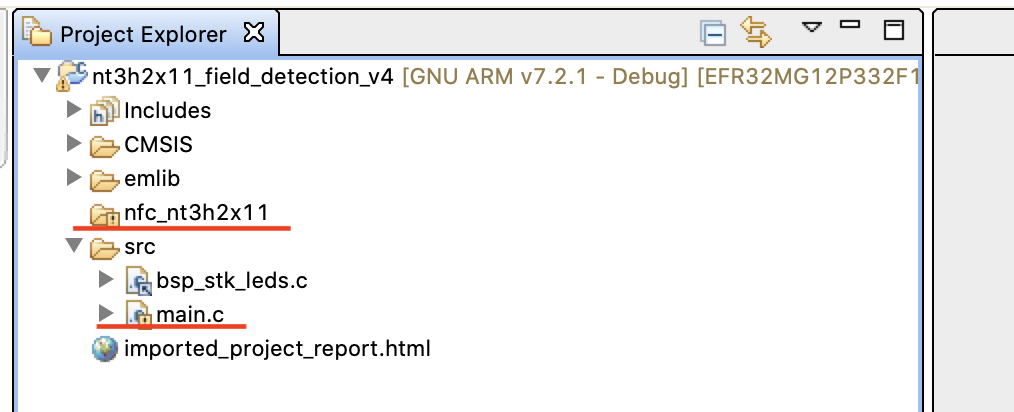 Project Explorer
nt3h2x11_field_detection_v4 [GNU ARM v7.2.1 - Debug] [EFR32MG12P332F1
Includes
CMSIS
emlib
nfc_nt3h2x11
src
bsp_stk_leds.c
main.c
imported_project_report.html